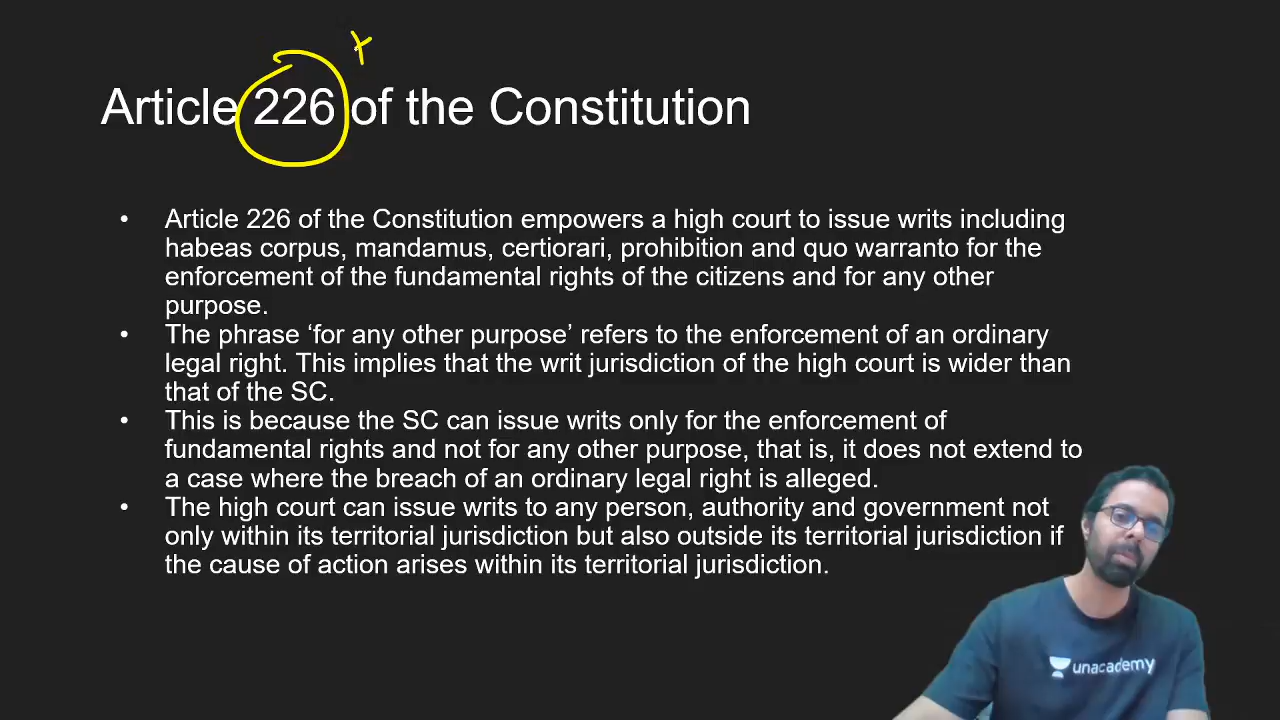 Article 226 of the Constitution
• Article 226 of the Constitution empowers a high court to issue writs including
habeas corpus, mandamus, certiorari, prohibition and quo warranto for the
enforcement of the fundamental rights of the citizens and for any other
purpose.
• The phrase ‘for any other purpose’ refers to the enforcement of an ordinary
legal right. This implies that the writ jurisdiction of the high court is wider than
that of the SC.
• This is because the SC can issue writs only for the enforcement of
fundamental rights and not for any other purpose, that is, it does not extend to
a case where the breach of an ordinary legal right is alleged.
• The high court can issue writs to any person, authority and government not
only within its territorial jurisdiction but also outside its territorial jurisdiction if
the cause of action arises within its territorial jurisdiction.
unacademy